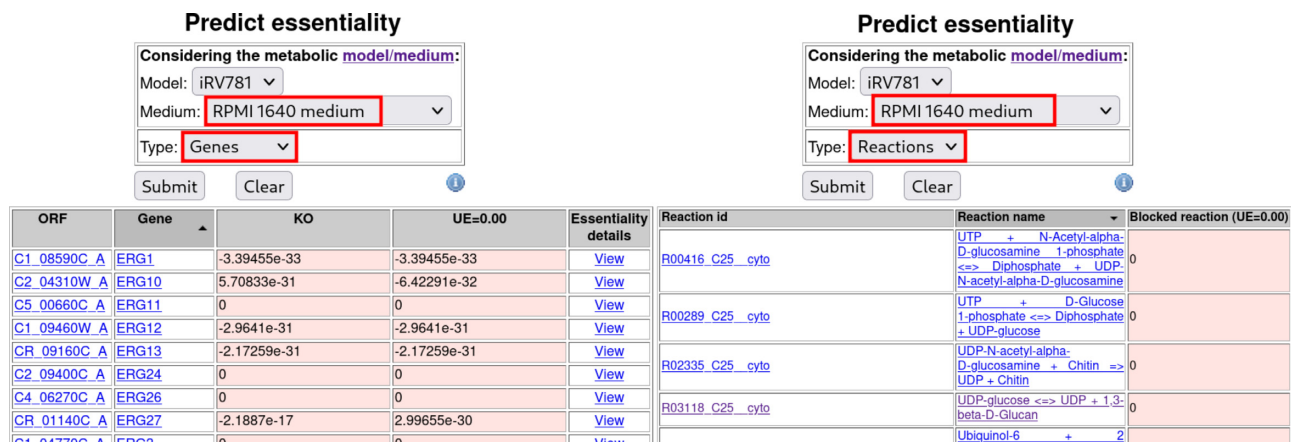 Predict essentiality
Considering the metabolic model/medium:
Model: iRV781
Medium: RPMI 1640 medium
Type: Genes
Submit Clear
ORF Gene KO UE=0.00 Essentiality details
C1_08590C_A ERG1 -3.39455e-33 -3.39455e-33 View
C2_04310W_A ERG10 5.70833e-31 -6.42291e-32 View
C5_00660C_A ERG11 0 0 View
C1_09460W_A ERG12 -2.9641e-31 -2.9641e-31 View
CR_09160C_A ERG13 -2.17259e-31 -2.17259e-31 View
C2_09400C_A ERG24 0 0 View
C4_06270C_A ERG26 0 0 View
CR_01140C_A ERG27 -2.1887e-17 2.99655e-30 View
Predict essentiality
Considering the metabolic model/medium:
Model: iRV781
Medium: RPMI 1640 medium
Type: Reactions
Submit Clear
Reaction id Reaction name Blocked reaction (UE=0.00)
UTP + N-Acetyl-alpha-
D-glucosamine 1-phosphate
R00416_C25__cyto <=> Diphosphate + UDP- 0
N-acetyl-alpha-D-glucosamine
UTP + D-Glucose
R00289_C25__cyto 1-phosphate <=> Diphosphate 0
+ UDP-glucose
UDP-N-acetyl-alpha-
R02335_C25__cyto D-glucosamine + Chitin => 0
UDP + Chitin
R03118_C25__cyto UDP-glucose <=> UDP + 1,3- 0
beta-D-Glucan
Ubiquinol-6 + 2